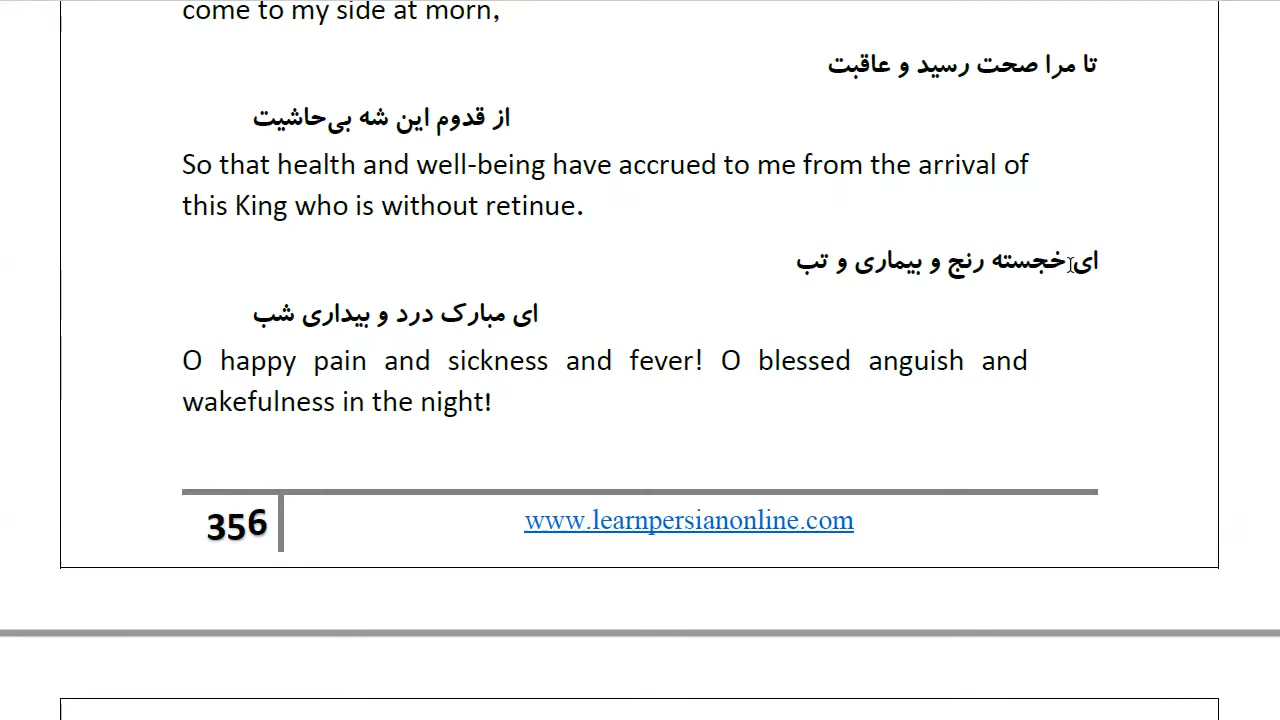 come to my side at morn,
تا مرا صحت رسید و عاقبت
از قدوم این شه بی‌حاشیت
So that health and well-being have accrued to me from the arrival of
this King who is without retinue.
ای خجسته رنج و بیماری و تب
ای مبارک درد و بیداری شب
O happy pain and sickness and fever! O blessed anguish and
wakefulness in the night!
356
www.learnpersianonline.com